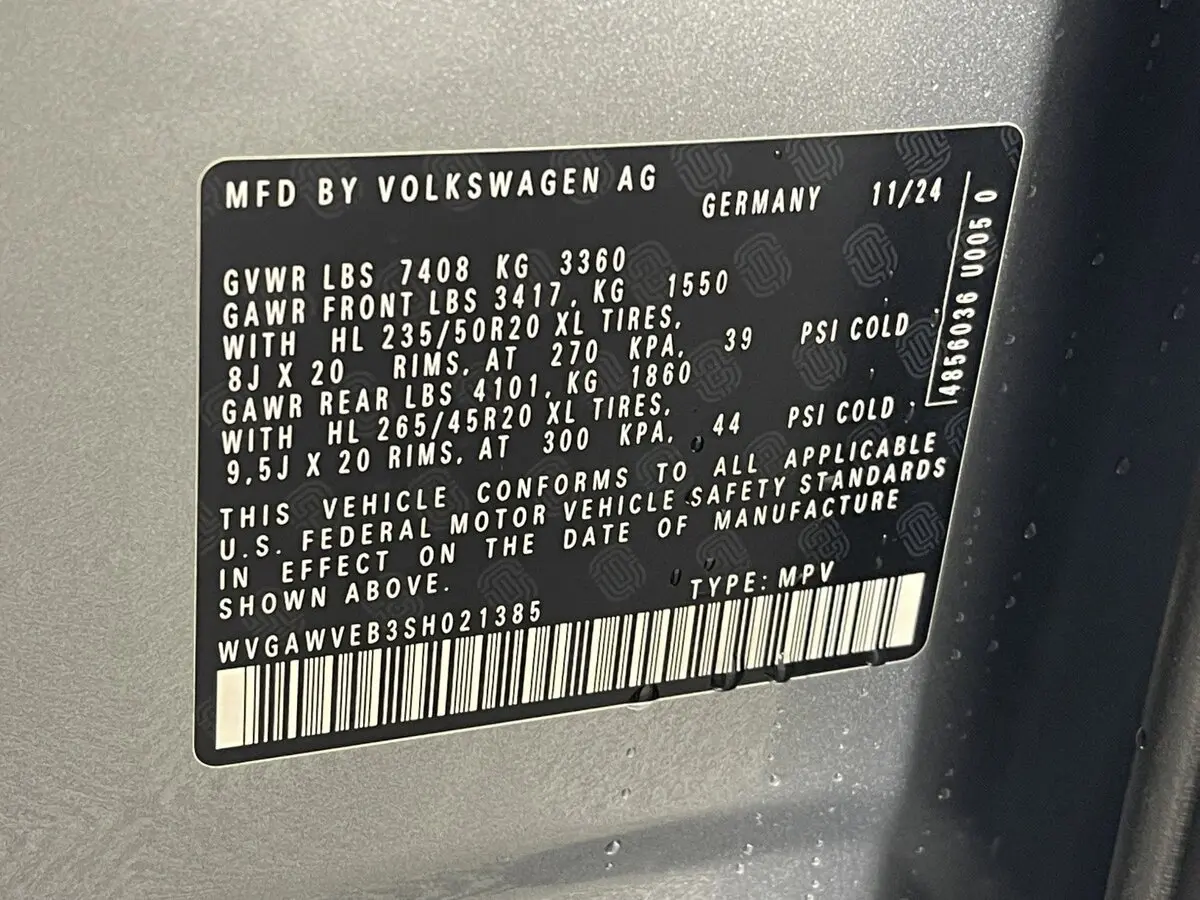 MFD BY VOLKSWAGEN AG
GERMANY 11/24
GVWR LBS 7408 KG 3360
GAWR FRONT LBS 3417, KG 1550
WITH HL 235/50R20 XL TIRES,
8J X 20 RIMS, AT 270 KPA, 39 PSI COLD
GAWR REAR LBS 4101, KG 1860
WITH HL 265/45R20 XL TIRES,
9,5J X 20 RIMS, AT 300 KPA, 44 PSI COLD
THIS VEHICLE CONFORMS TO ALL APPLICABLE
U.S. FEDERAL MOTOR VEHICLE SAFETY STANDARDS
IN EFFECT ON THE DATE OF MANUFACTURE
SHOWN ABOVE.
WVGAWVEB3SH021385 TYPE: MPV
4856036 U005 0